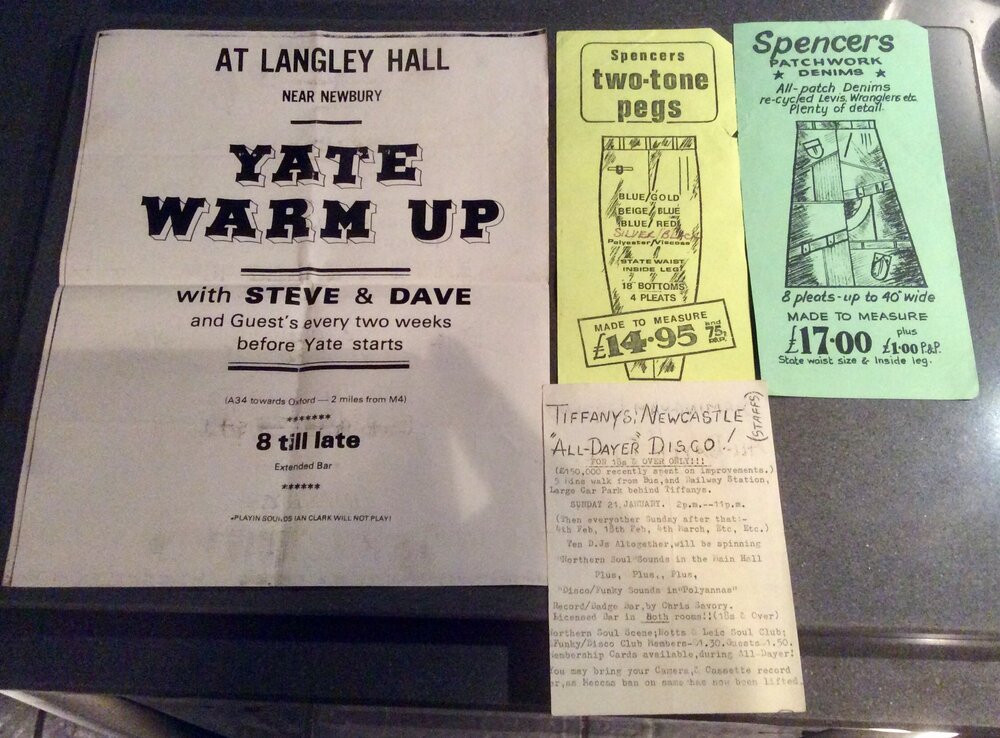 AT LANGLEY HALL
NEAR NEWBURY
YATE
WARM UP
with STEVE & DAVE
and Guest's every two weeks
before Yate starts
(A34 towards Oxford — 2 miles from M4)
*******
8 till late
Extended Bar
******
*PLAYIN SOUNDS IAN CLARK WILL NOT PLAY!
Spencers
two-tone
pegs
BLUE/GOLD
BEIGE/BLUE
BLUE/RED
SILVER/BLACK
Polyester/Viscose
STATE WAIST
INSIDE LEG
18 BOTTOMS
4 PLEATS
MADE TO MEASURE
£14·95 and 75p P&P.
Spencers
PATCHWORK
★ DENIMS ★
All-patch Denims
re-cycled Levis, Wranglers etc.
Plenty of detail.
8 pleats-up to 40" wide
MADE TO MEASURE
£17·00 plus £1·00 P&P.
State waist size & Inside leg.
TIFFANYS, NEWCASTLE (STAFFS)
"ALL-DAYER" DISCO!
FOR 18s & OVER ONLY!!!
(£150,000 recently spent on improvements.)
5 mins walk from Bus, and Railway Station,
Large Car Park behind Tiffanys.
SUNDAY 21 JANUARY. 2p.m.--11p.m.
(Then everyother Sunday after that:-
4th Feb, 18th Feb, 4th March, Etc, Etc.)
Ten D.Js Altogether, will be spinning
"Northern Soul" Sounds in the Main Hall
Plus, Plus,, Plus,
"Disco/Funky Sounds in "Polyannas"
Record/Badge Bar, by Chris Savory.
Licensed Bar in Both rooms!!(18s & Over)
Northern Soul Scene; Notts & Leic Soul Club;
Funky/Disco Club Members-£1.30. Guests £1.50.
Membership Cards available, during All-Dayer!
You may bring your Camera, & Cassette record
er, as Meccas ban on same has now been lifted.